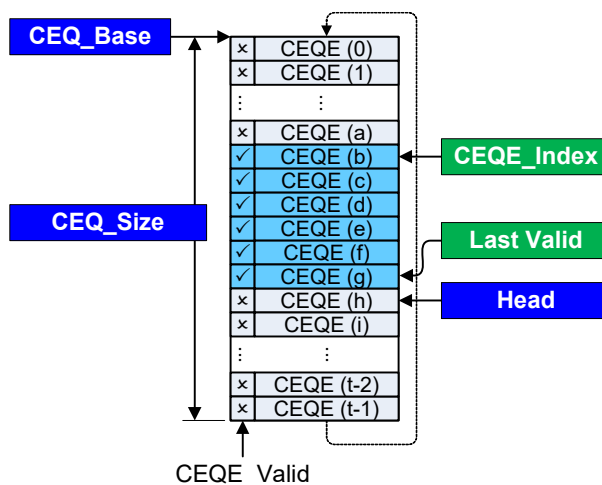 CEQ_Base
× CEQE (0)
× CEQE (1)
⋮ ⋮
× CEQE (a)
✓ CEQE (b)
CEQE_Index
✓ CEQE (c)
✓ CEQE (d)
CEQ_Size
✓ CEQE (e)
Last Valid
✓ CEQE (f)
✓ CEQE (g)
× CEQE (h)
Head
× CEQE (i)
⋮ ⋮
× CEQE (t-2)
× CEQE (t-1)
CEQE Valid